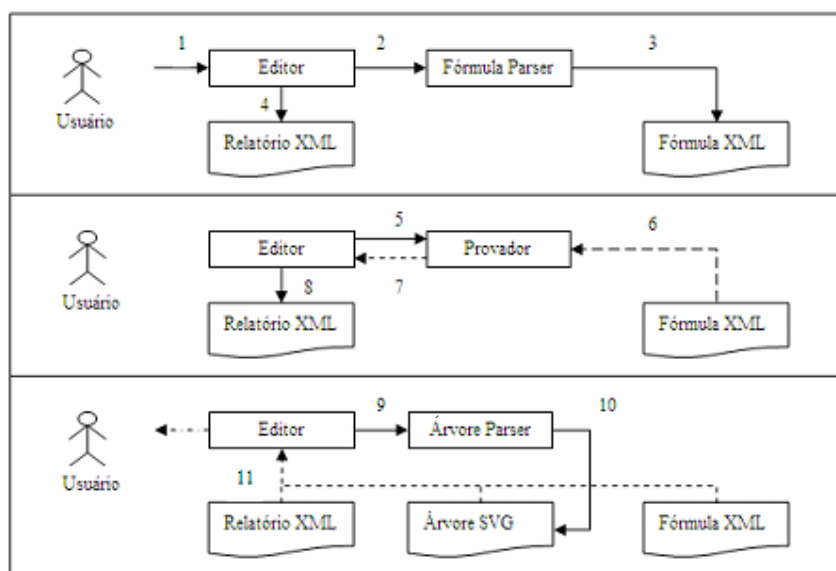 1
2
3
Editor
Fórmula Parser
4
Usuário
Relatório XML
Fórmula XML
5
6
Editor
Provador
7
8
Usuário
Relatório XML
Fórmula XML
9
10
Editor
Árvore Parser
11
Usuário
Relatório XML
Árvore SVG
Fórmula XML